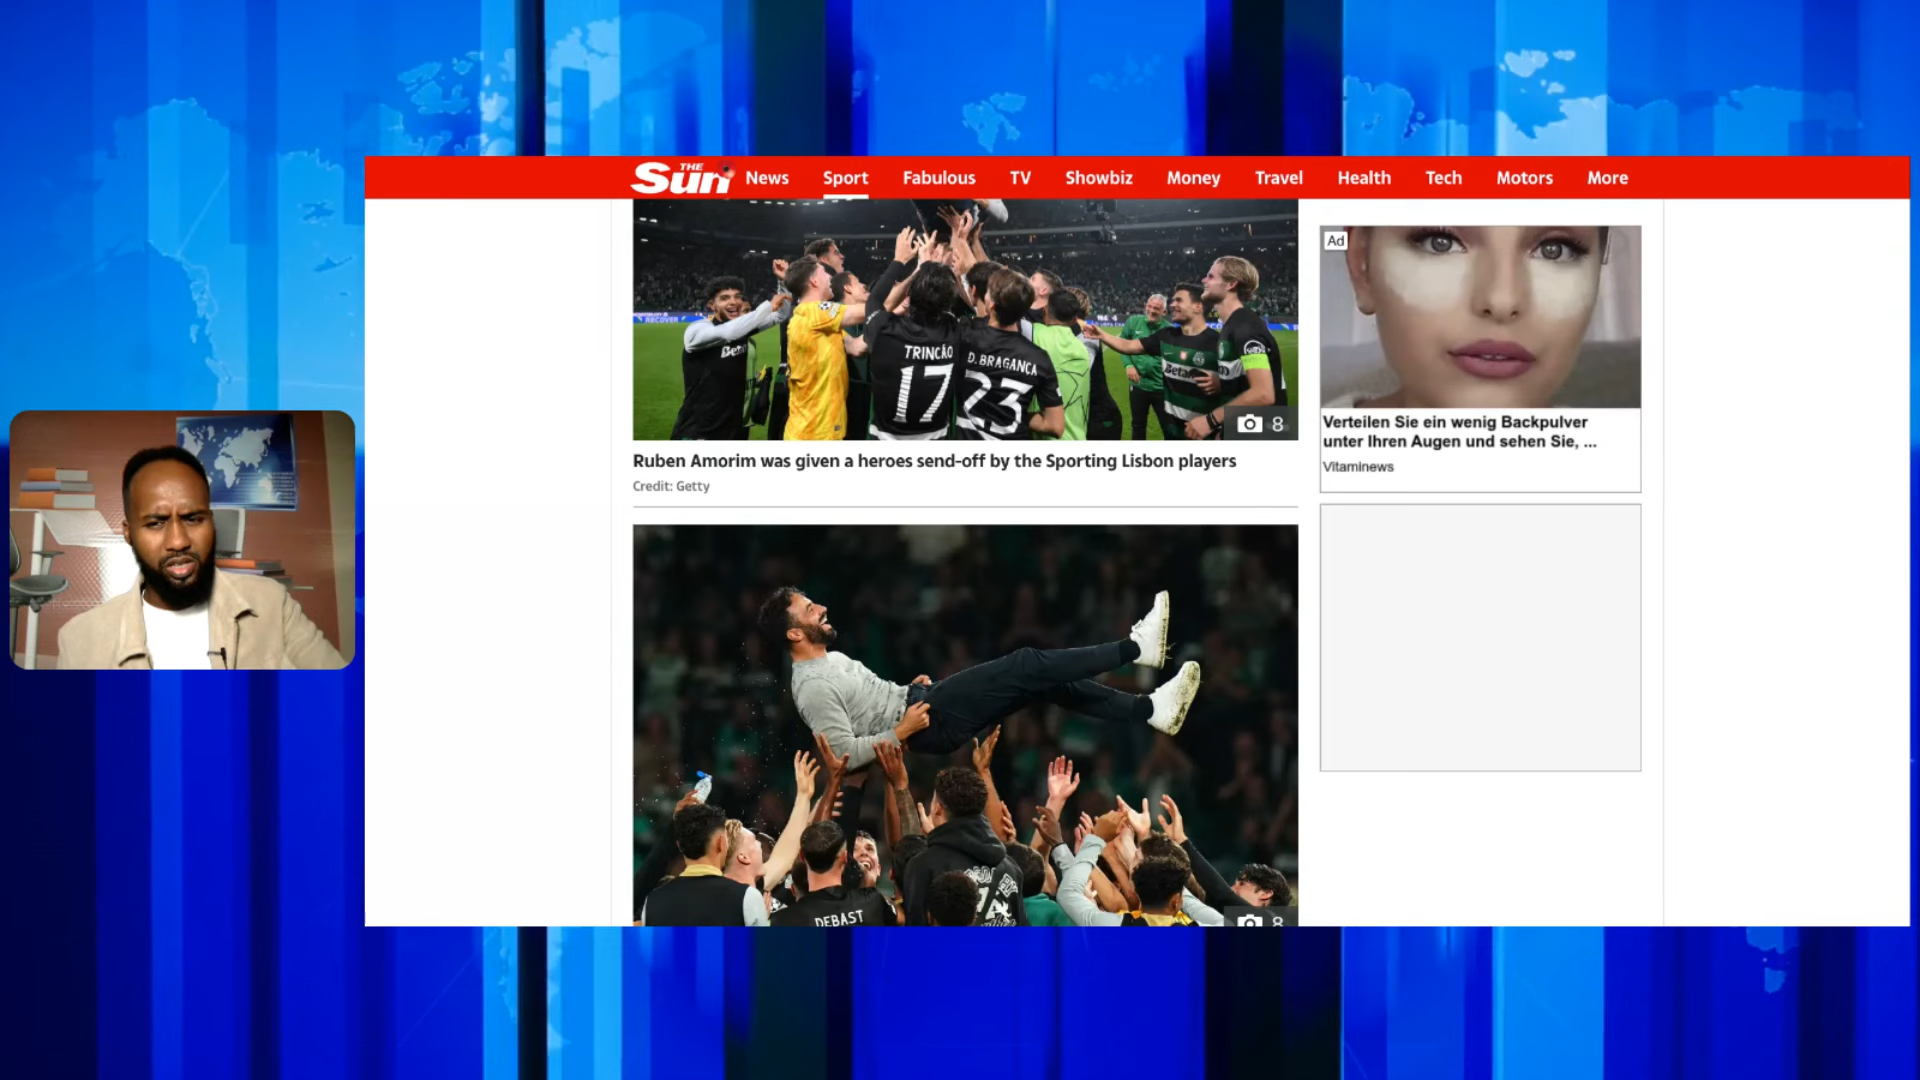 THE
Sun
News Sport Fabulous TV Showbiz Money Travel Health Tech Motors More
RECOVER
TRINCÃO
17
D. BRAGANÇA
23
8
Ruben Amorim was given a heroes send-off by the Sporting Lisbon players
Credit: Getty
DEBAST
8
Ad
Verteilen Sie ein wenig Backpulver
unter Ihren Augen und sehen Sie, ...
Vitaminews